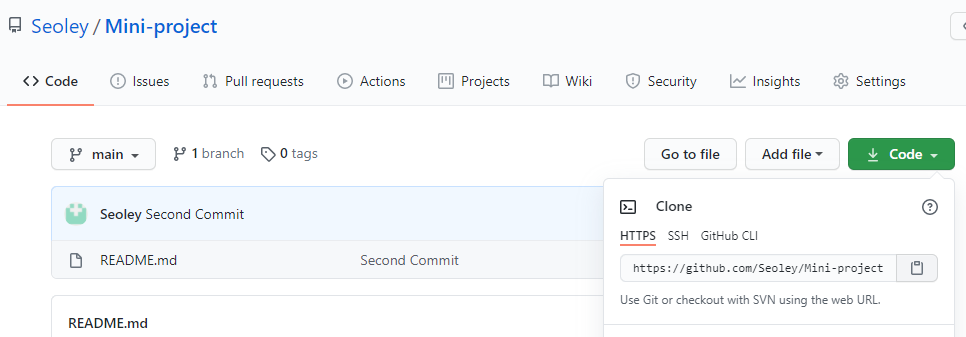 Seoley / Mini-project
Code Issues Pull requests Actions Projects Wiki Security Insights Settings
main 1 branch 0 tags Go to file Add file Code
Seoley Second Commit
README.md Second Commit
README.md
Clone
HTTPS SSH GitHub CLI
https://github.com/Seoley/Mini-project
Use Git or checkout with SVN using the web URL.